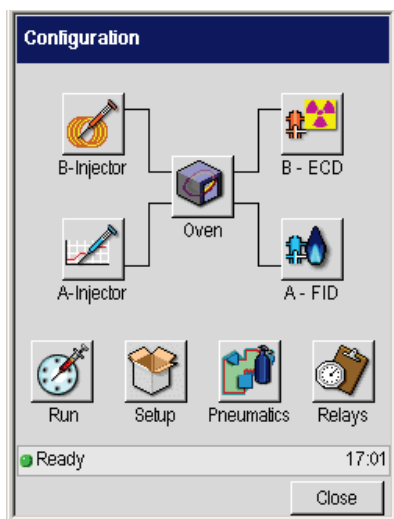 Configuration
B-Injector
B - ECD
Oven
A-Injector
A - FID
Run
Setup
Pneumatics
Relays
Ready
17:01
Close